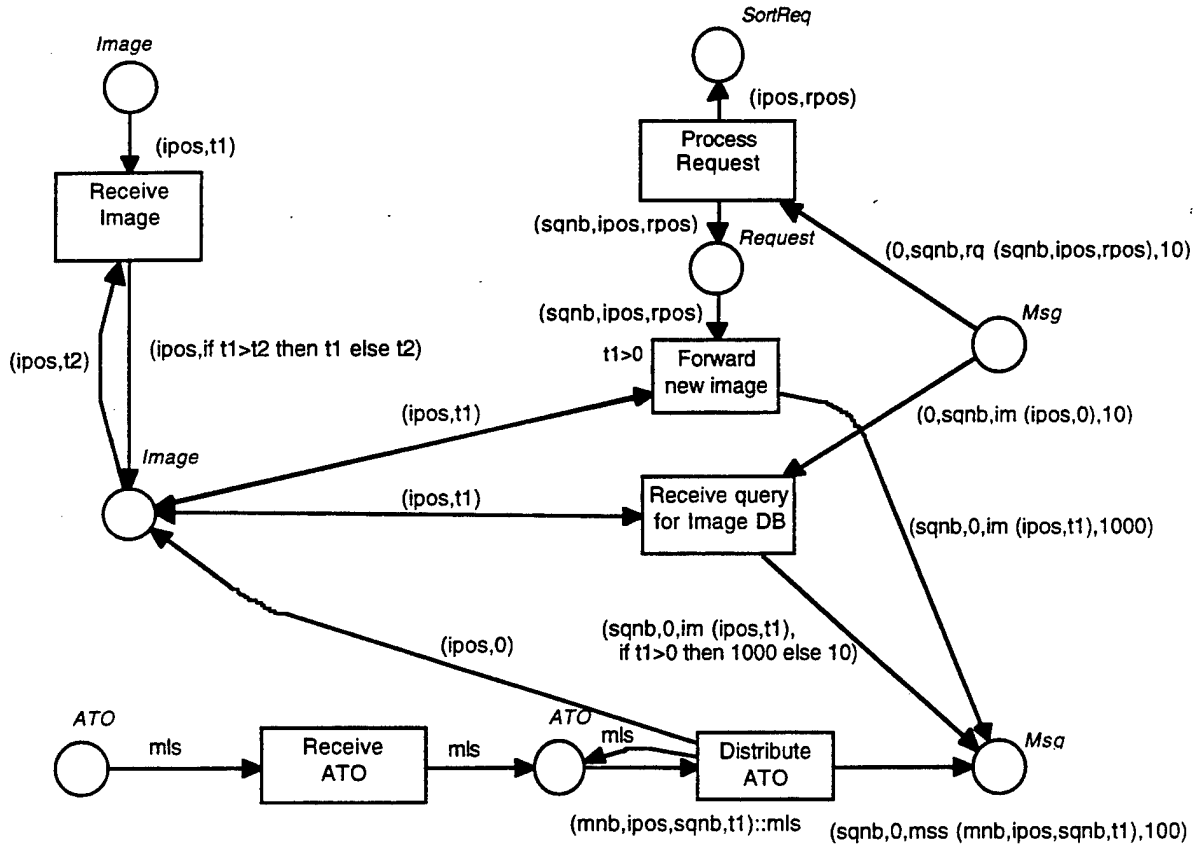 SortReq
Image
(ipos,rpos)
(ipos,t1)
Process
Request
Receive
Image
(sqnb,ipos,rpos)
Request
(0,sqnb,rq (sqnb,ipos,rpos),10)
(sqnb,ipos,rpos)
Msg
(ipos,t2)
(ipos,if t1>t2 then t1 else t2)
t1>0
Forward
new image
(ipos,t1)
(0,sqnb,im (ipos,0),10)
Image
(ipos,t1)
Receive query
for Image DB
(sqnb,0,im (ipos,t1),1000)
(ipos,0)
(sqnb,0,im (ipos,t1),
if t1>0 then 1000 else 10)
ATO
mls
Receive
ATO
mls
ATO
mls
Distribute
ATO
Msg
(mnb,ipos,sqnb,t1)::mls
(sqnb,0,mss (mnb,ipos,sqnb,t1),100)